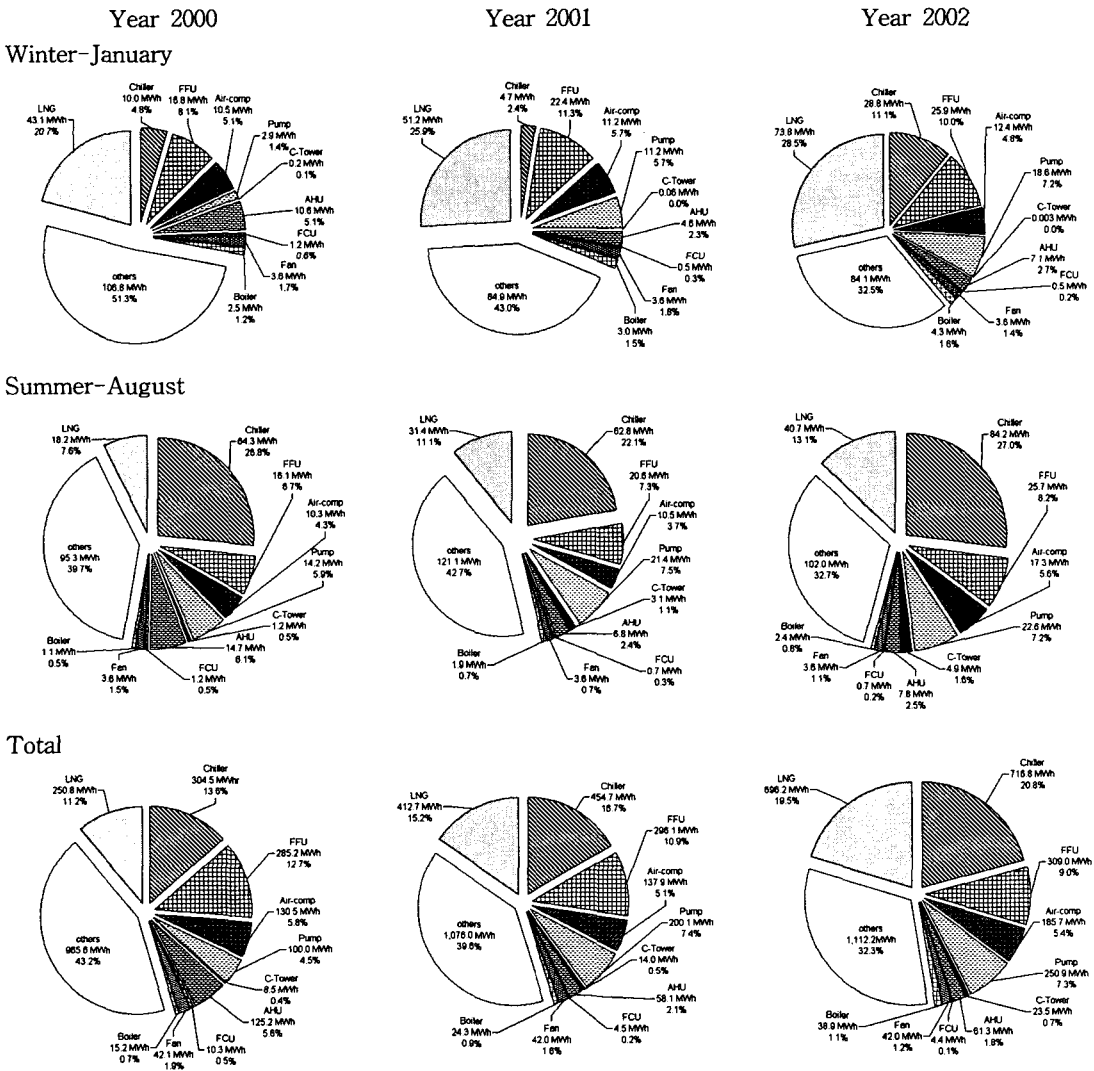 Year 2000
Year 2001
Year 2002
Winter-January
LNG
43.1 MWh
20.7%
Chiller
10.0 MWh
4.8%
FFU
16.8 MWh
8.1%
Air-comp
10.5 MWh
5.1%
Pump
2.9 MWh
1.4%
C-Tower
0.2 MWh
0.1%
AHU
10.6 MWh
5.1%
FCU
1.2 MWh
0.6%
Fan
3.6 MWh
1.7%
Boiler
2.5 MWh
1.2%
others
106.8 MWh
51.3%
LNG
51.2 MWh
25.9%
Chiller
4.7 MWh
2.4%
FFU
22.4 MWh
11.3%
Air-comp
11.2 MWh
5.7%
Pump
11.2 MWh
5.7%
C-Tower
0.06 MWh
0.0%
AHU
4.6 MWh
2.3%
FCU
0.5 MWh
0.3%
Fan
3.6 MWh
1.8%
Boiler
3.0 MWh
1.5%
others
84.9 MWh
43.0%
LNG
73.8 MWh
28.5%
Chiller
28.8 MWh
11.1%
FFU
25.9 MWh
10.0%
Air-comp
12.4 MWh
4.8%
Pump
18.6 MWh
7.2%
C-Tower
0.003 MWh
0.0%
AHU
7.1 MWh
2.7%
FCU
0.5 MWh
0.2%
Fan
3.6 MWh
1.4%
Boiler
4.3 MWh
1.6%
others
84.1 MWh
32.5%
Summer-August
LNG
18.2 MWh
7.6%
Chiller
64.3 MWh
26.8%
FFU
16.1 MWh
6.7%
Air-comp
10.3 MWh
4.3%
Pump
14.2 MWh
5.9%
C-Tower
1.2 MWh
0.5%
AHU
14.7 MWh
6.1%
FCU
1.2 MWh
0.5%
Fan
3.6 MWh
1.5%
Boiler
1.1 MWh
0.5%
others
95.3 MWh
39.7%
LNG
31.4 MWh
11.1%
Chiller
62.8 MWh
22.1%
FFU
20.6 MWh
7.3%
Air-comp
10.5 MWh
3.7%
Pump
21.4 MWh
7.5%
C-Tower
3.1 MWh
1.1%
AHU
6.8 MWh
2.4%
FCU
0.7 MWh
0.3%
Fan
3.6 MWh
0.7%
Boiler
1.9 MWh
0.7%
others
121.1 MWh
42.7%
LNG
40.7 MWh
13.1%
Chiller
84.2 MWh
27.0%
FFU
25.7 MWh
8.2%
Air-comp
17.3 MWh
5.6%
Pump
22.6 MWh
7.2%
C-Tower
4.9 MWh
1.6%
AHU
7.8 MWh
2.5%
FCU
0.7 MWh
0.2%
Fan
3.6 MWh
1.1%
Boiler
2.4 MWh
0.8%
others
102.0 MWh
32.7%
Total
LNG
250.8 MWh
11.2%
Chiller
304.5 MWhr
13.6%
FFU
285.2 MWh
12.7%
Air-comp
130.5 MWh
5.8%
Pump
100.0 MWh
4.5%
C-Tower
8.5 MWh
0.4%
AHU
125.2 MWh
5.6%
FCU
10.3 MWh
0.5%
Fan
42.1 MWh
1.9%
Boiler
15.2 MWh
0.7%
others
965.6 MWh
43.2%
LNG
412.7 MWh
15.2%
Chiller
454.7 MWh
16.7%
FFU
296.1 MWh
10.9%
Air-comp
137.9 MWh
5.1%
Pump
200.1 MWh
7.4%
C-Tower
14.0 MWh
0.5%
AHU
58.1 MWh
2.1%
FCU
4.5 MWh
0.2%
Fan
42.0 MWh
1.6%
Boiler
24.3 MWh
0.9%
others
1,076.0 MWh
39.6%
LNG
696.2 MWh
19.5%
Chiller
716.8 MWh
20.8%
FFU
309.0 MWh
9.0%
Air-comp
185.7 MWh
5.4%
Pump
250.9 MWh
7.3%
C-Tower
23.5 MWh
0.7%
AHU
61.3 MWh
1.8%
FCU
4.4 MWh
0.1%
Fan
42.0 MWh
1.2%
Boiler
38.9 MWh
1.1%
others
1,112.2 MWh
32.3%